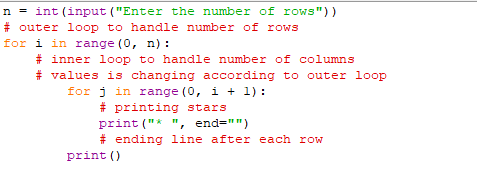 n = int(input("Enter the number of rows"))
# outer loop to handle number of rows
for i in range(0, n):
    # inner loop to handle number of columns
    # values is changing according to outer loop
        for j in range(0, i + 1):
            # printing stars
            print("* ", end="")
            # ending line after each row
        print()